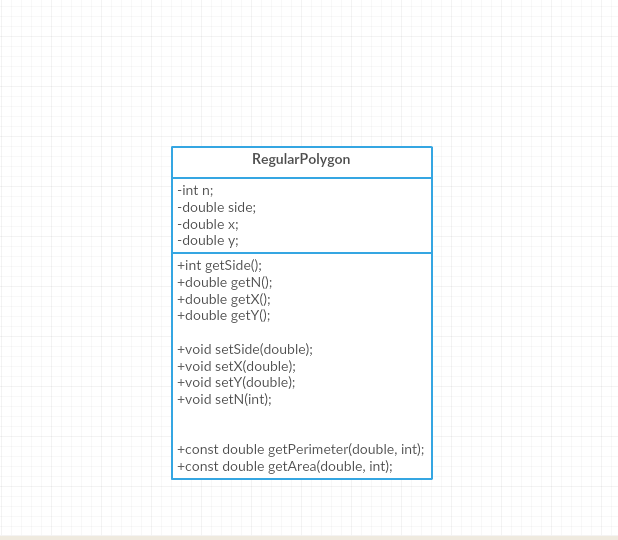 RegularPolygon
-int n;
-double side;
-double x;
-double y;
+int getSide();
+double getN();
+double getX();
+double getY();
+void setSide(double);
+void setX(double);
+void setY(double);
+void setN(int);
+const double getPerimeter(double, int);
+const double getArea(double, int);